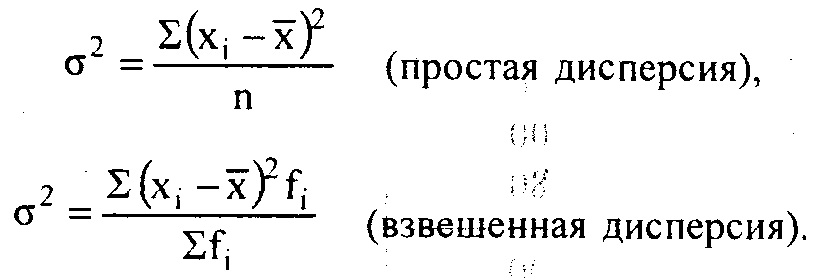 σ² = Σ(xᵢ − x̄)² / n (простая дисперсия),
σ² = Σ(xᵢ − x̄)² fᵢ / Σfᵢ (взвешенная дисперсия).